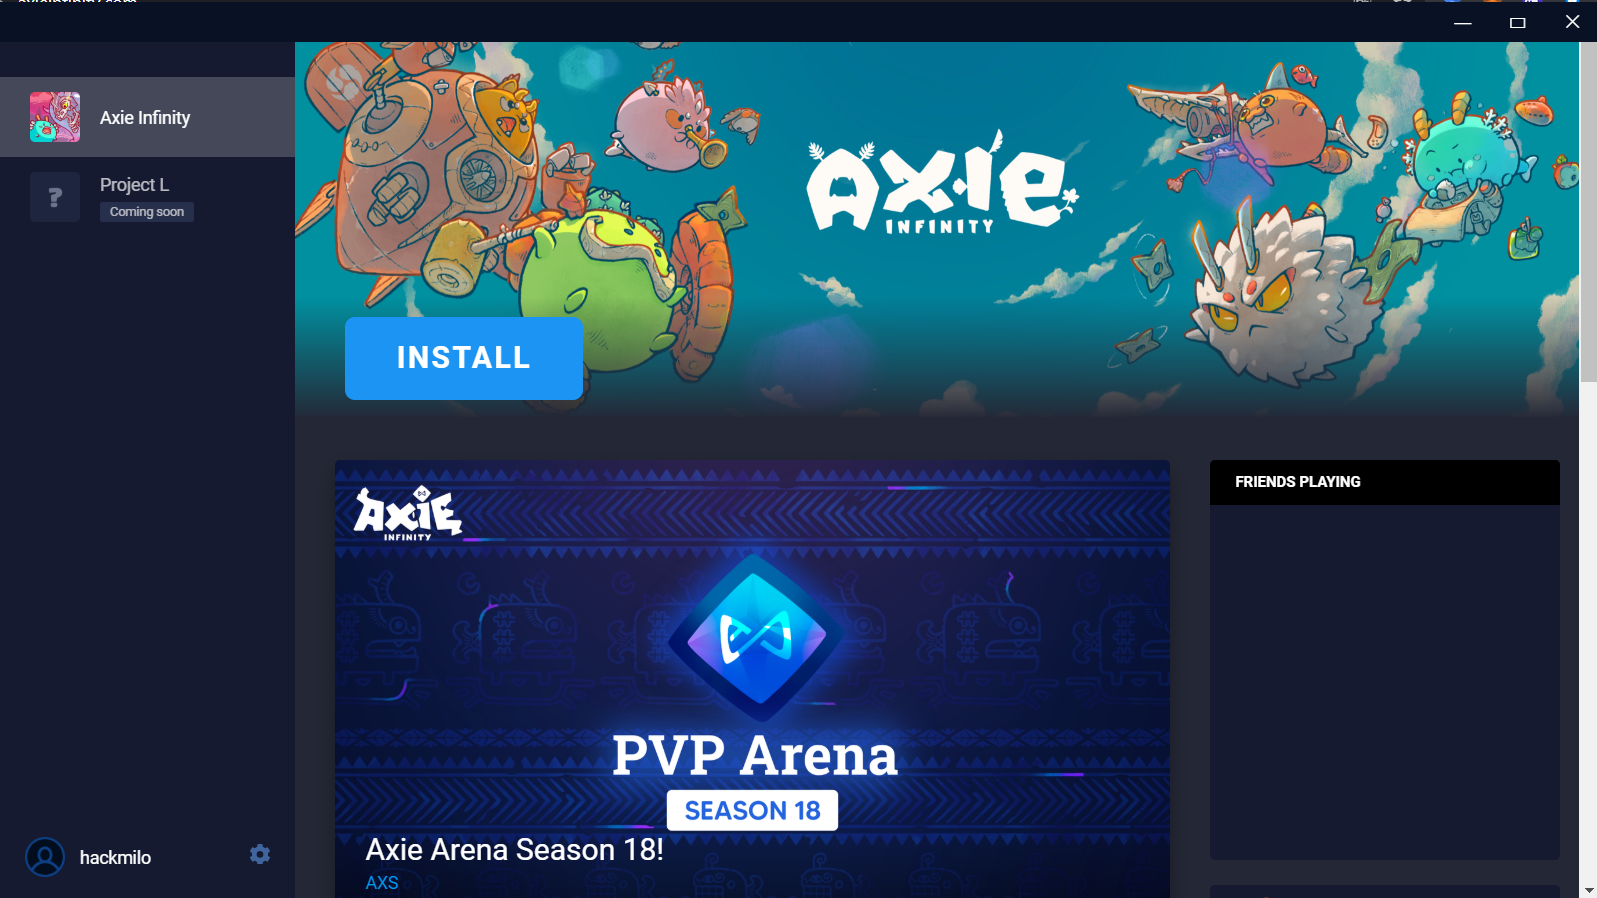 Axie Infinity
Project L
Coming soon
AXIE
INFINITY
INSTALL
AXIE
INFINITY
PVP Arena
SEASON 18
Axie Arena Season 18!
AXS
FRIENDS PLAYING
hackmilo